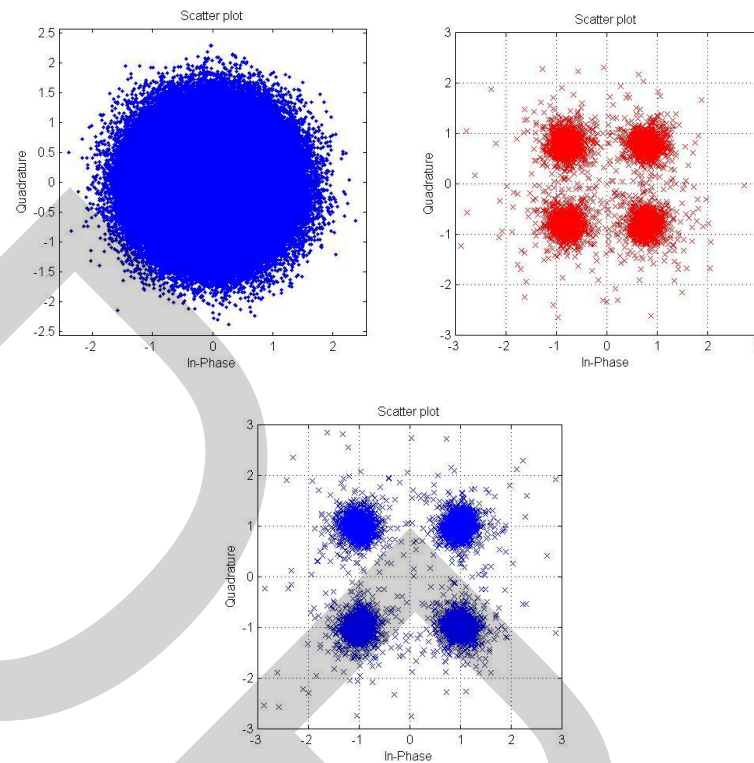 Scatter plot
2.5
2
1.5
1
0.5
0
-0.5
-1
-1.5
-2
-2.5
Quadrature
-2 -1 0 1 2
In-Phase
Scatter plot
3
2
1
0
-1
-2
-3
Quadrature
-3 -2 -1 0 1 2
In-Phase
Scatter plot
3
2
1
0
-1
-2
-3
Quadrature
-3 -2 -1 0 1 2 3
In-Phase